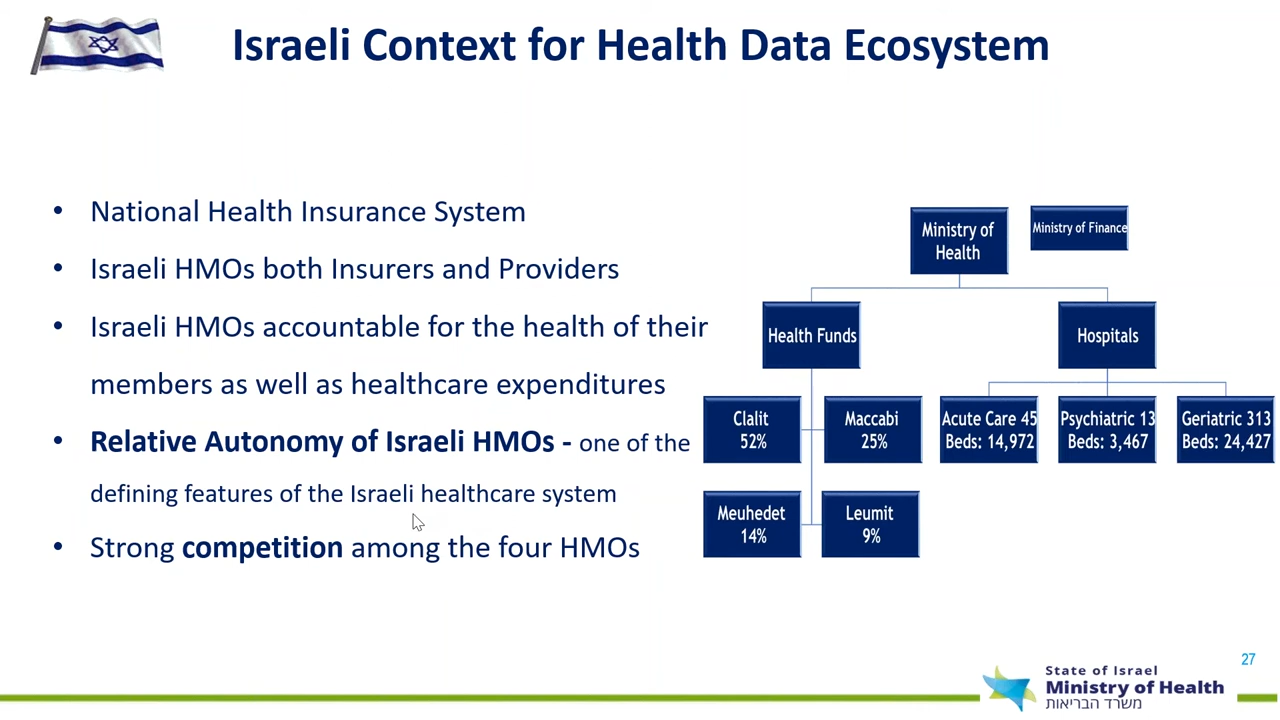 Israeli Context for Health Data Ecosystem
• National Health Insurance System
• Israeli HMOs both Insurers and Providers
• Israeli HMOs accountable for the health of their
members as well as healthcare expenditures
• Relative Autonomy of Israeli HMOs - one of the
defining features of the Israeli healthcare system
• Strong competition among the four HMOs
Ministry of
Health
Ministry of Finance
Health Funds
Hospitals
Clalit
52%
Maccabi
25%
Meuhedet
14%
Leumit
9%
Acute Care 45
Beds: 14,972
Psychiatric 13
Beds: 3,467
Geriatric 313
Beds: 24,427
27
State of Israel
Ministry of Health
משרד הבריאות